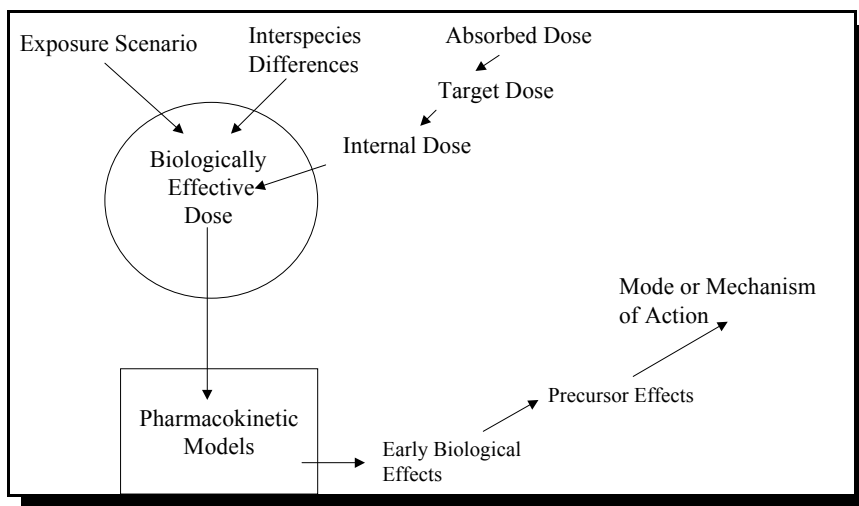 Exposure Scenario
Interspecies
Differences
Absorbed Dose
Target Dose
Internal Dose
Biologically
Effective
Dose
Mode or Mechanism
of Action
Precursor Effects
Pharmacokinetic
Models
Early Biological
Effects